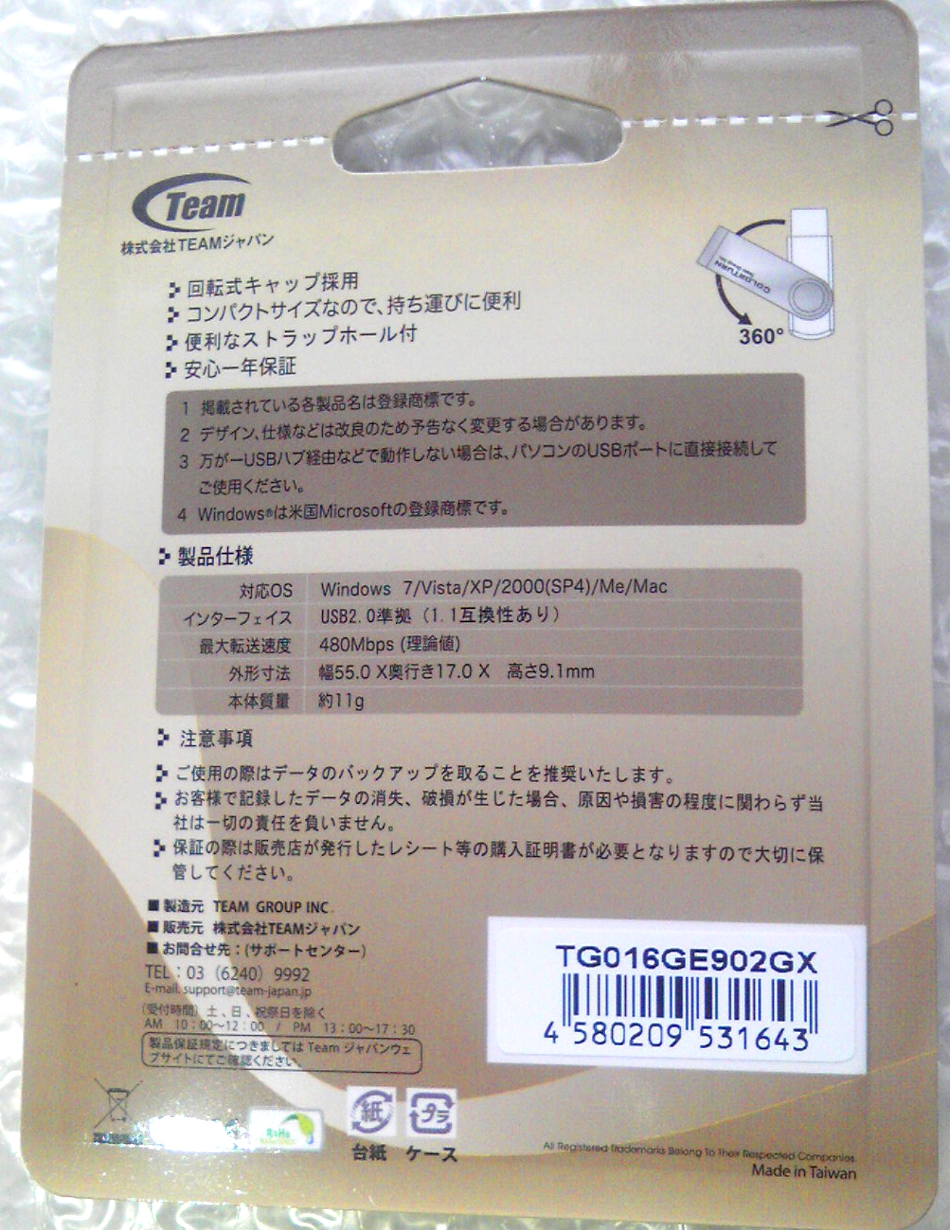 Team
株式会社TEAMジャパン
回転式キャップ採用
コンパクトサイズなので、持ち運びに便利
便利なストラップホール付
安心一年保証
COLORTURN
360°
1 掲載されている各製品名は登録商標です。
2 デザイン、仕様などは改良のため予告なく変更する場合があります。
3 万が一USBハブ経由などで動作しない場合は、パソコンのUSBポートに直接接続して
ご使用ください。
4 Windows®は米国Microsoftの登録商標です。
製品仕様
対応OS Windows 7/Vista/XP/2000(SP4)/Me/Mac
インターフェイス USB2.0準拠（1.1互換性あり）
最大転送速度 480Mbps (理論値)
外形寸法 幅55.0 X奥行き17.0 X 高さ9.1mm
本体質量 約11g
注意事項
ご使用の際はデータのバックアップを取ることを推奨いたします。
お客様で記録したデータの消失、破損が生じた場合、原因や損害の程度に関わらず当
社は一切の責任を負いません。
保証の際は販売店が発行したレシート等の購入証明書が必要となりますので大切に保
管してください。
■製造元 TEAM GROUP INC.
■販売元 株式会社TEAMジャパン
■お問合せ先：(サポートセンター)
TEL：03（6240）9992
E-mail. support@team-japan.jp
（受付時間）土、日、祝祭日を除く
AM 10：00〜12：00 / PM 13：00〜17：30
製品保証規定につきましては Team ジャパンウェ
ブサイトにてご確認ください。
TG016GE902GX
4 580209 531643
RoHS
紙 プラ
台紙 ケース
All Registered Trademarks Belong To Their Respected Companies.
Made in Taiwan